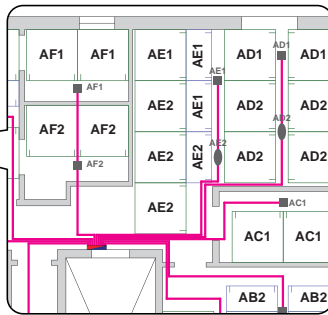 AF1 AF1 AE1 AE1 AD1 AD1 AD1
AF1 AE1
AE2 AE1 AD2 AD2
AF2 AF2 AD2
AE2 AE2 AE2 AD2 AD2
AF2
AE2
AC1
AC1 AC1
AB2 AB2